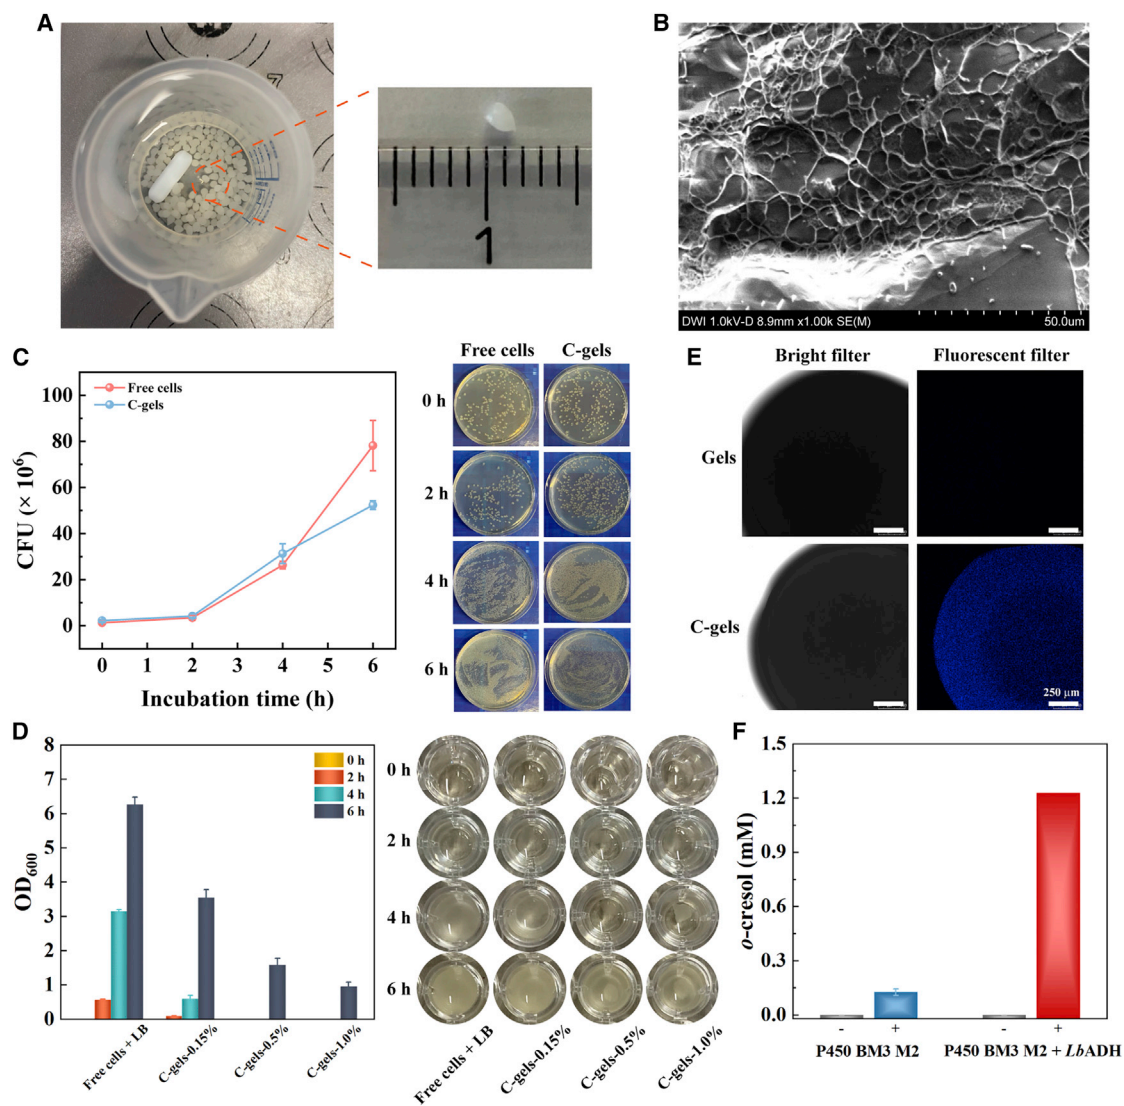 A
1
B
DWI 1.0kV-D 8.9mm x1.00k SE(M)
50.0um
C
Free cells
C-gels
CFU (× 10⁶)
100
80
60
40
20
0
0 1 2 3 4 5 6
Incubation time (h)
Free cells C-gels
0 h
2 h
4 h
6 h
E
Bright filter Fluorescent filter
Gels
C-gels
250 µm
D
OD₆₀₀
8
7
6
5
4
3
2
1
0
0 h
2 h
4 h
6 h
Free cells + LB
C-gels-0.15%
C-gels-0.5%
C-gels-1.0%
0 h
2 h
4 h
6 h
Free cells + LB
C-gels-0.15%
C-gels-0.5%
C-gels-1.0%
F
o-cresol (mM)
1.5
1.2
0.9
0.6
0.3
0.0
- + - +
P450 BM3 M2 P450 BM3 M2 + LbADH